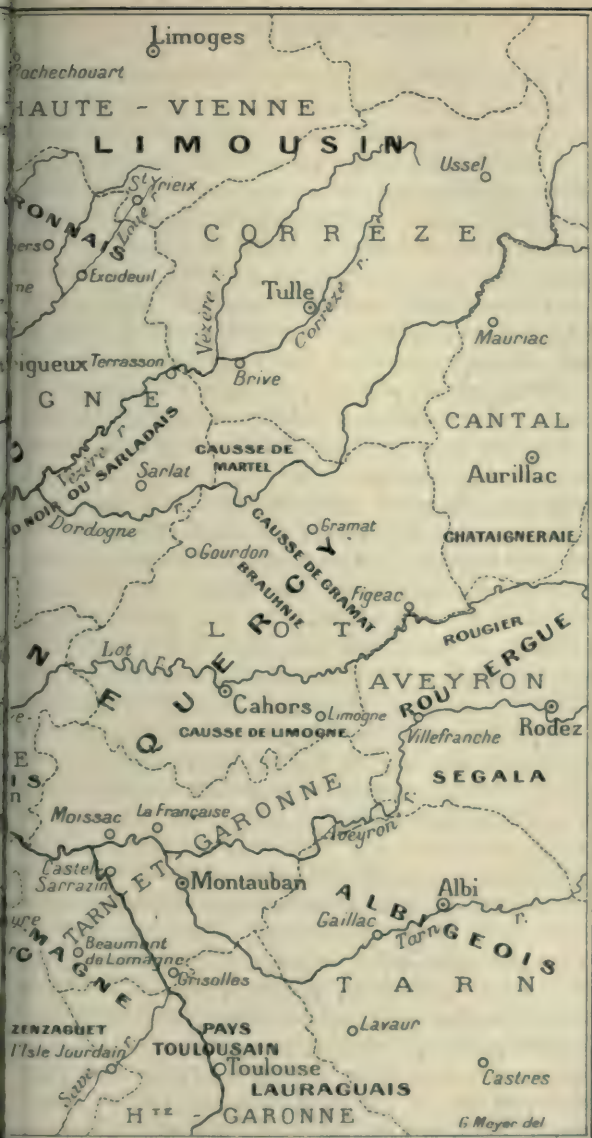 Limoges
Rochechouart
HAUTE - VIENNE
LIMOUSIN
Ussel
St Yrieix
Loue r.
CORRÈZE
Excideuil
Tulle
Vézère r.
Corrèze r.
Mauriac
Terrasson
Brive
CANTAL
CAUSSE DE
MARTEL
Aurillac
Vézère r.
Sarlat
OU SARLADAIS
Dordogne r.
Gramat
CHATAIGNERAIE
Gourdon
CAUSSE DE GRAMAT
BRAUHNIE
Figeac
LOT
ROUGIER
Lot
QUERCY
ROUERGUE
AVEYRON
Cahors
Limogne
Rodez
CAUSSE DE LIMOGNE
Villefranche
SEGALA
La Française
Moissac
TARN-ET-GARONNE
Aveyron r.
Castel
Sarrazin
Montauban
Albi
ALBIGEOIS
Gaillac
Tarn r.
Beaumont
de Lomagne
Grisolles
TARN
ZENZAGUET
PAYS
TOULOUSAIN
Lavaur
l'Isle Jourdain
Toulouse
Castres
Save r.
LAURAGUAIS
HTE - GARONNE
G Meyer del